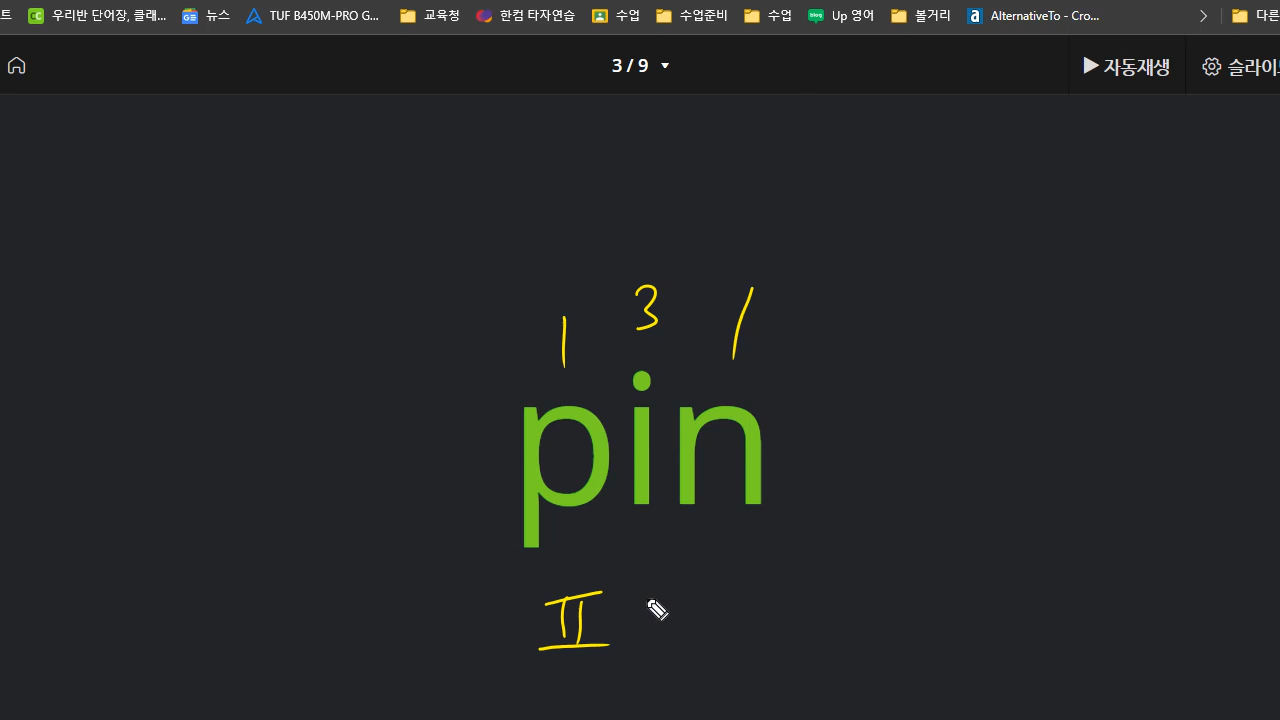 트 우리반 단어장, 클래... 뉴스 TUF B450M-PRO G... 교육청 한컴 타자연습 수업 수업준비 수업 Up 영어 볼거리 AlternativeTo - Cro... 다른
3 / 9 자동재생 슬라이드
1 3 1
pin
ㅍ